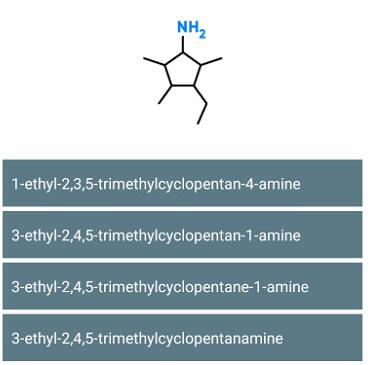 NH₂
1-ethyl-2,3,5-trimethylcyclopentan-4-amine
3-ethyl-2,4,5-trimethylcyclopentan-1-amine
3-ethyl-2,4,5-trimethylcyclopentane-1-amine
3-ethyl-2,4,5-trimethylcyclopentanamine